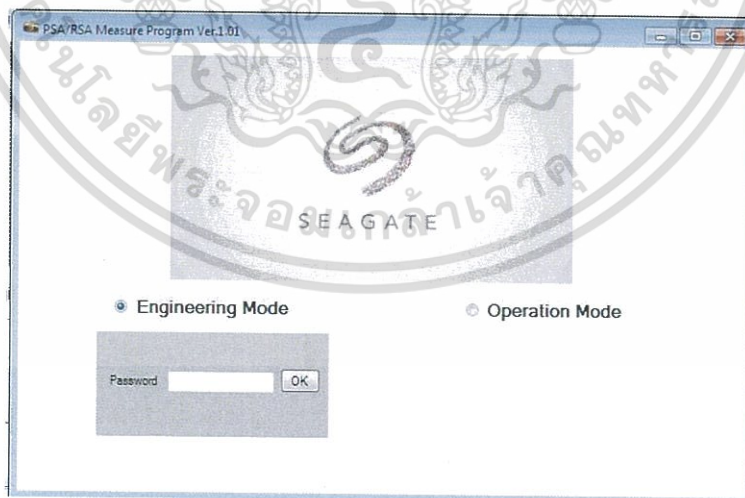 PSA/RSA Measure Program Ver.1.01
SEAGATE
Engineering Mode
Operation Mode
Password
OK